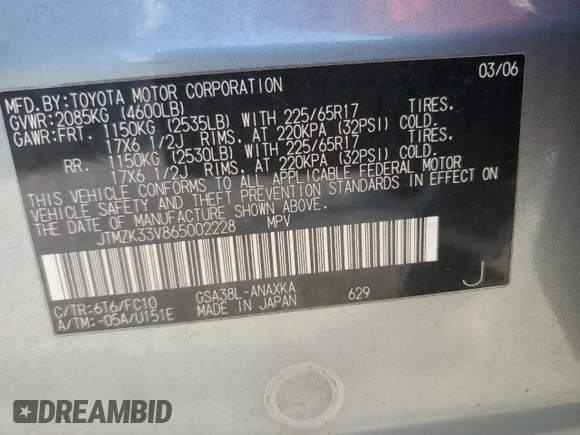 MFD.BY:TOYOTA MOTOR CORPORATION 03/06
GVWR:2085KG (4600LB)
GAWR:FRT. 1150KG (2535LB) WITH 225/65R17 TIRES,
17X6 1/2J RIMS, AT 220KPA (32PSI) COLD.
RR. 1150KG (2530LB) WITH 225/65R17 TIRES,
17X6 1/2J RIMS, AT 220KPA (32PSI) COLD.
THIS VEHICLE CONFORMS TO ALL APPLICABLE FEDERAL MOTOR
VEHICLE SAFETY AND THEFT PREVENTION STANDARDS IN EFFECT ON
THE DATE OF MANUFACTURE SHOWN ABOVE.
JTMZK33V865002228 MPV
J
C/TR:6T6/FC10 GSA38L-ANAXKA 629
A/TM:-05A/U151E MADE IN JAPAN
DREAMBID